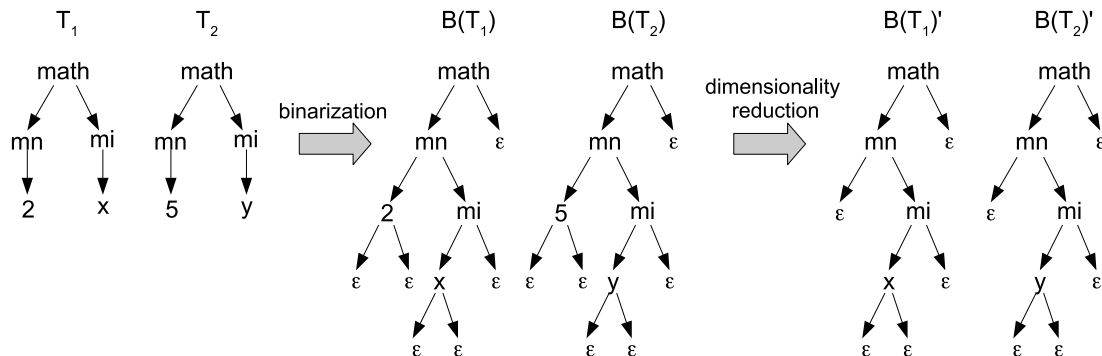 T1 T2 B(T1) B(T2) B(T1)' B(T2)'
math math math math math math
binarization dimensionality reduction
mn mi mn mi mn ε mn ε mn ε mn ε
2 x 5 y 2 mi 5 mi ε mi ε mi
ε ε x ε ε ε y ε x ε y ε
ε ε ε ε ε ε ε ε